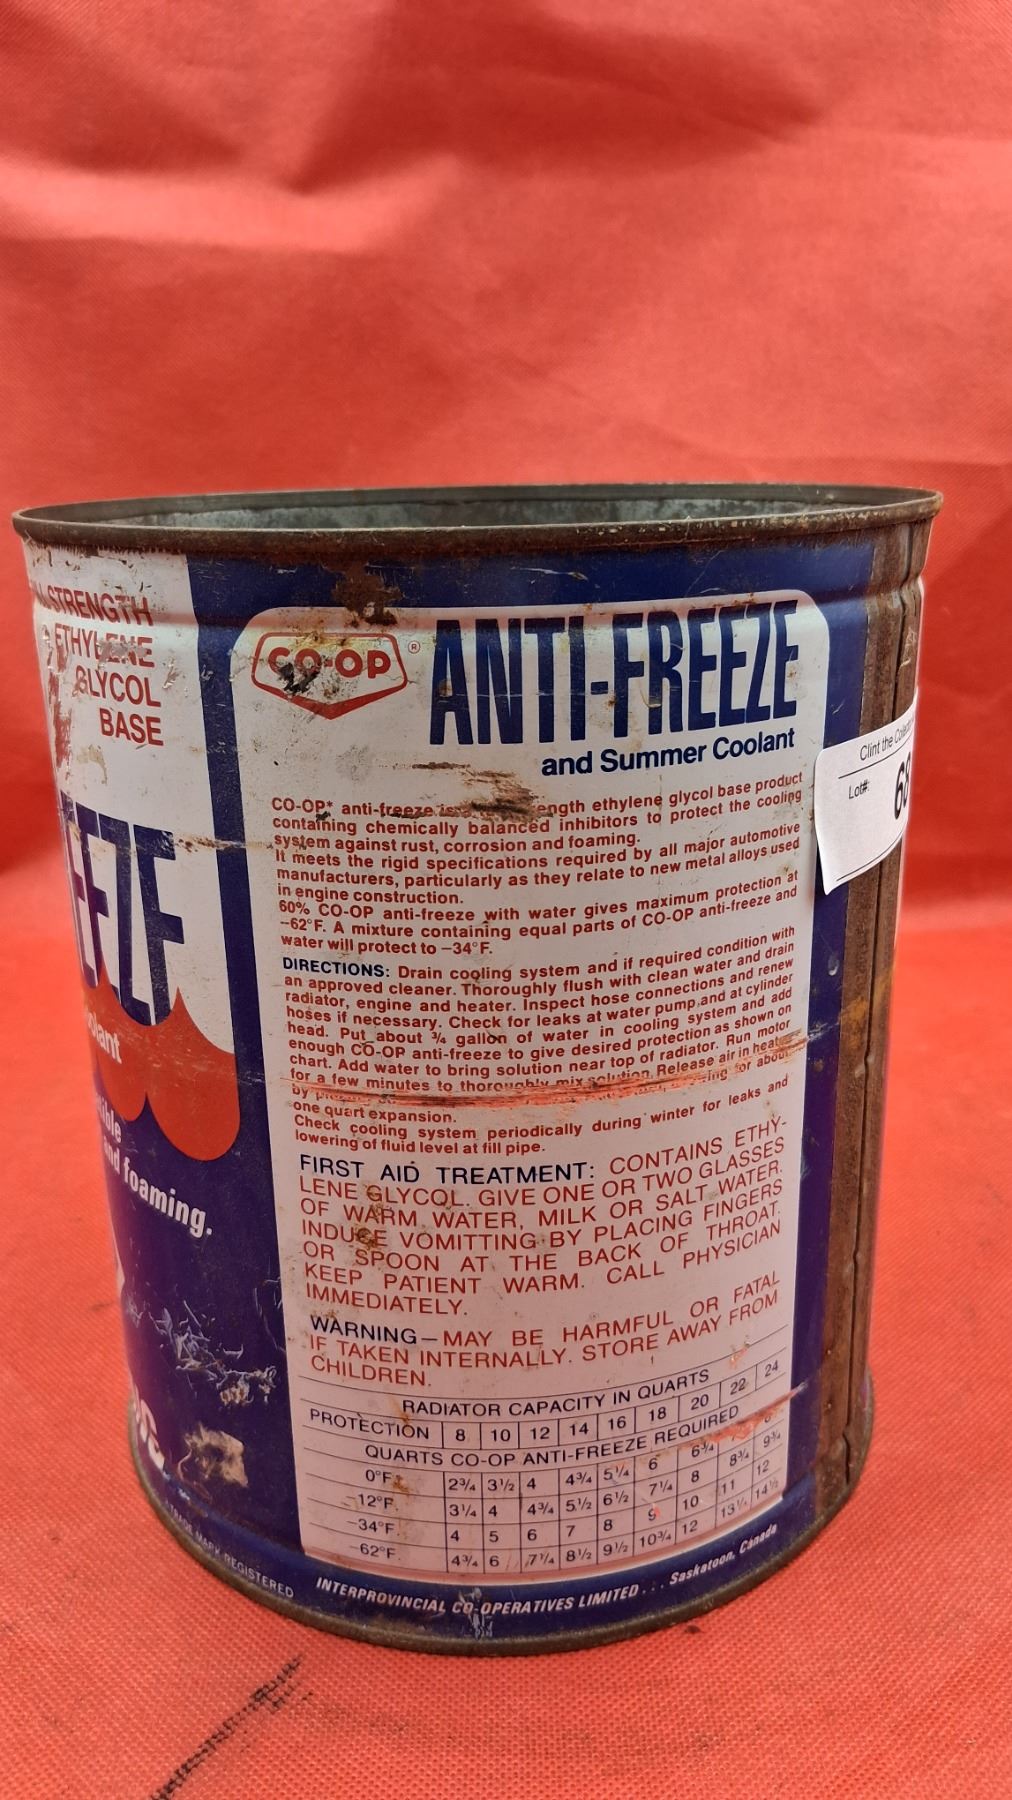 STRENGTH
ETHYLENE
GLYCOL
BASE
foaming.
TRADE MARK REGISTERED
CO-OP ®
ANTI-FREEZE
and Summer Coolant
CO-OP* anti-freeze ength ethylene glycol base product
containing chemically balanced inhibitors to protect the cooling
system against rust, corrosion and foaming.
It meets the rigid specifications required by all major automotive
manufacturers, particularly as they relate to new metal alloys used
in engine construction.
60% CO-OP anti-freeze with water gives maximum protection at
–62°F. A mixture containing equal parts of CO-OP anti-freeze and
water will protect to –34°F.
DIRECTIONS: Drain cooling system and if required condition with
an approved cleaner. Thoroughly flush with clean water and drain
radiator, engine and heater. Inspect hose connections and renew
hoses if necessary. Check for leaks at water pump and at cylinder
head. Put about ¾ gallon of water in cooling system and add
enough CO-OP anti-freeze to give desired protection as shown on
chart. Add water to bring solution near top of radiator. Run motor
for a few minutes to thoroughly mix solution. Release air in heater
by for about
one quart expansion.
Check cooling system periodically during winter for leaks and
lowering of fluid level at fill pipe.
FIRST AID TREATMENT: CONTAINS ETHY-
LENE GLYCOL. GIVE ONE OR TWO GLASSES
OF WARM WATER, MILK OR SALT WATER.
INDUCE VOMITTING BY PLACING FINGERS
OR SPOON AT THE BACK OF THROAT.
KEEP PATIENT WARM. CALL PHYSICIAN
IMMEDIATELY.
WARNING—MAY BE HARMFUL OR FATAL
IF TAKEN INTERNALLY. STORE AWAY FROM
CHILDREN.
RADIATOR CAPACITY IN QUARTS
PROTECTION 8 10 12 14 16 18 20 22 24
QUARTS CO-OP ANTI-FREEZE REQUIRED
0°F. 2¾ 3½ 4 4¾ 5¼ 6 6¾
–12°F. 3¼ 4 4¾ 5½ 6½ 7¼ 8 8¾ 9¾
–34°F. 4 5 6 7 8 9 10 11 12
–62°F. 4¾ 6 7¼ 8½ 9½ 10¾ 12 13¼ 14½
INTERPROVINCIAL CO-OPERATIVES LIMITED . . . Saskatoon, Canada
Clint the
Lot#: